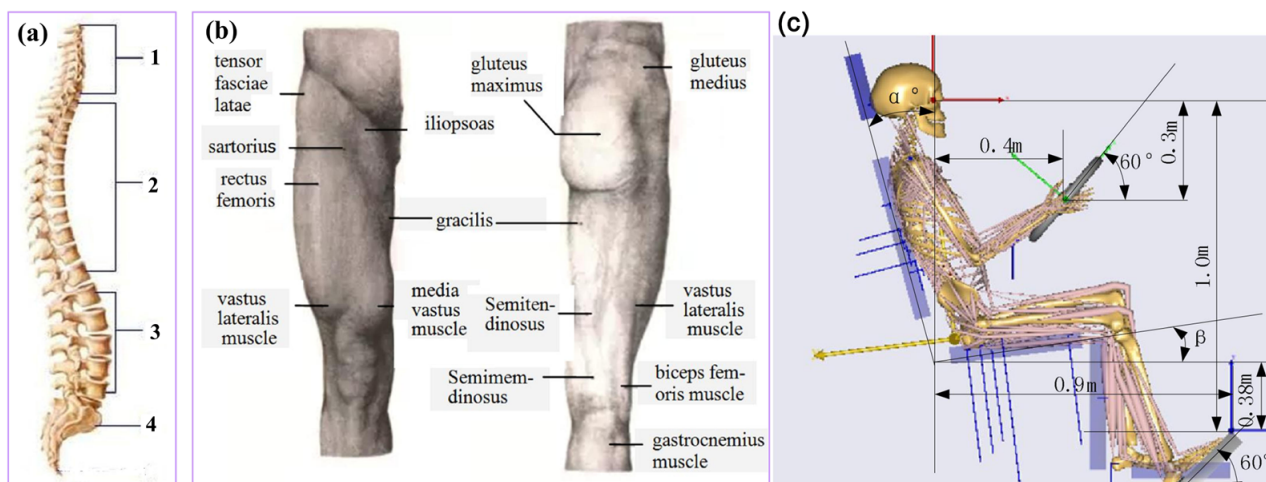 (a)
1
2
3
4
(b)
tensor
fasciae
latae
sartorius
rectus
femoris
vastus
lateralis
muscle
iliopsoas
gracilis
media
vastus
muscle
gluteus
maximus
gluteus
medius
Semiten-
dinosus
vastus
lateralis
muscle
Semimem-
dinosus
biceps fem-
oris muscle
gastrocnemius
muscle
(c)
α°
0.4m
60°
0.3m
1.0m
β
0.9m
0.38m
60°